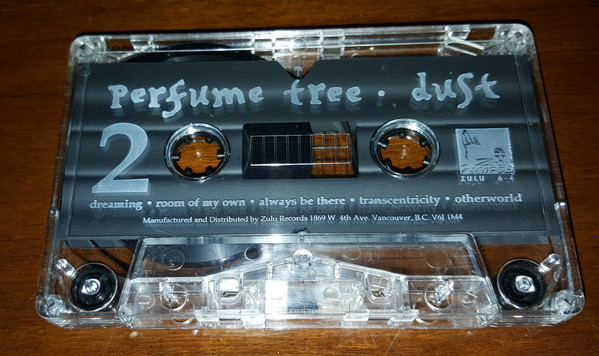 perfume tree · dust
2
ZULU 6-4
dreaming • room of my own • always be there • transcentricity • otherworld
Manufactured and Distributed by Zulu Records 1869 W. 4th Ave. Vancouver, B.C. V6J 1M4